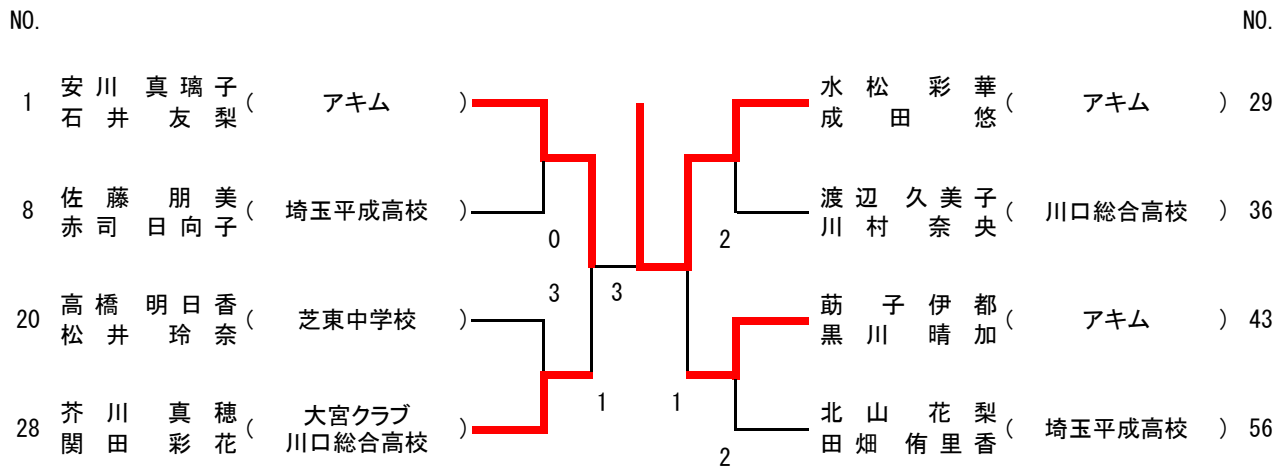 NO. NO.
安川 真璃子 水松 彩華
1 ( アキム ) ( アキム ) 29
石井 友梨 成田 悠
佐藤 朋美 渡辺 久美子
8 ( 埼玉平成高校 ) ( 川口総合高校 ) 36
赤司 日向子 川村 奈央
0 2
3 3
高橋 明日香 莇 子伊都
20 ( 芝東中学校 ) ( アキム ) 43
松井 玲奈 黒川 晴加
1 1
芥川 真穂 大宮クラブ 北山 花梨
28 ( ) ( 埼玉平成高校 ) 56
関田 彩花 川口総合高校 田畑 侑里香
2